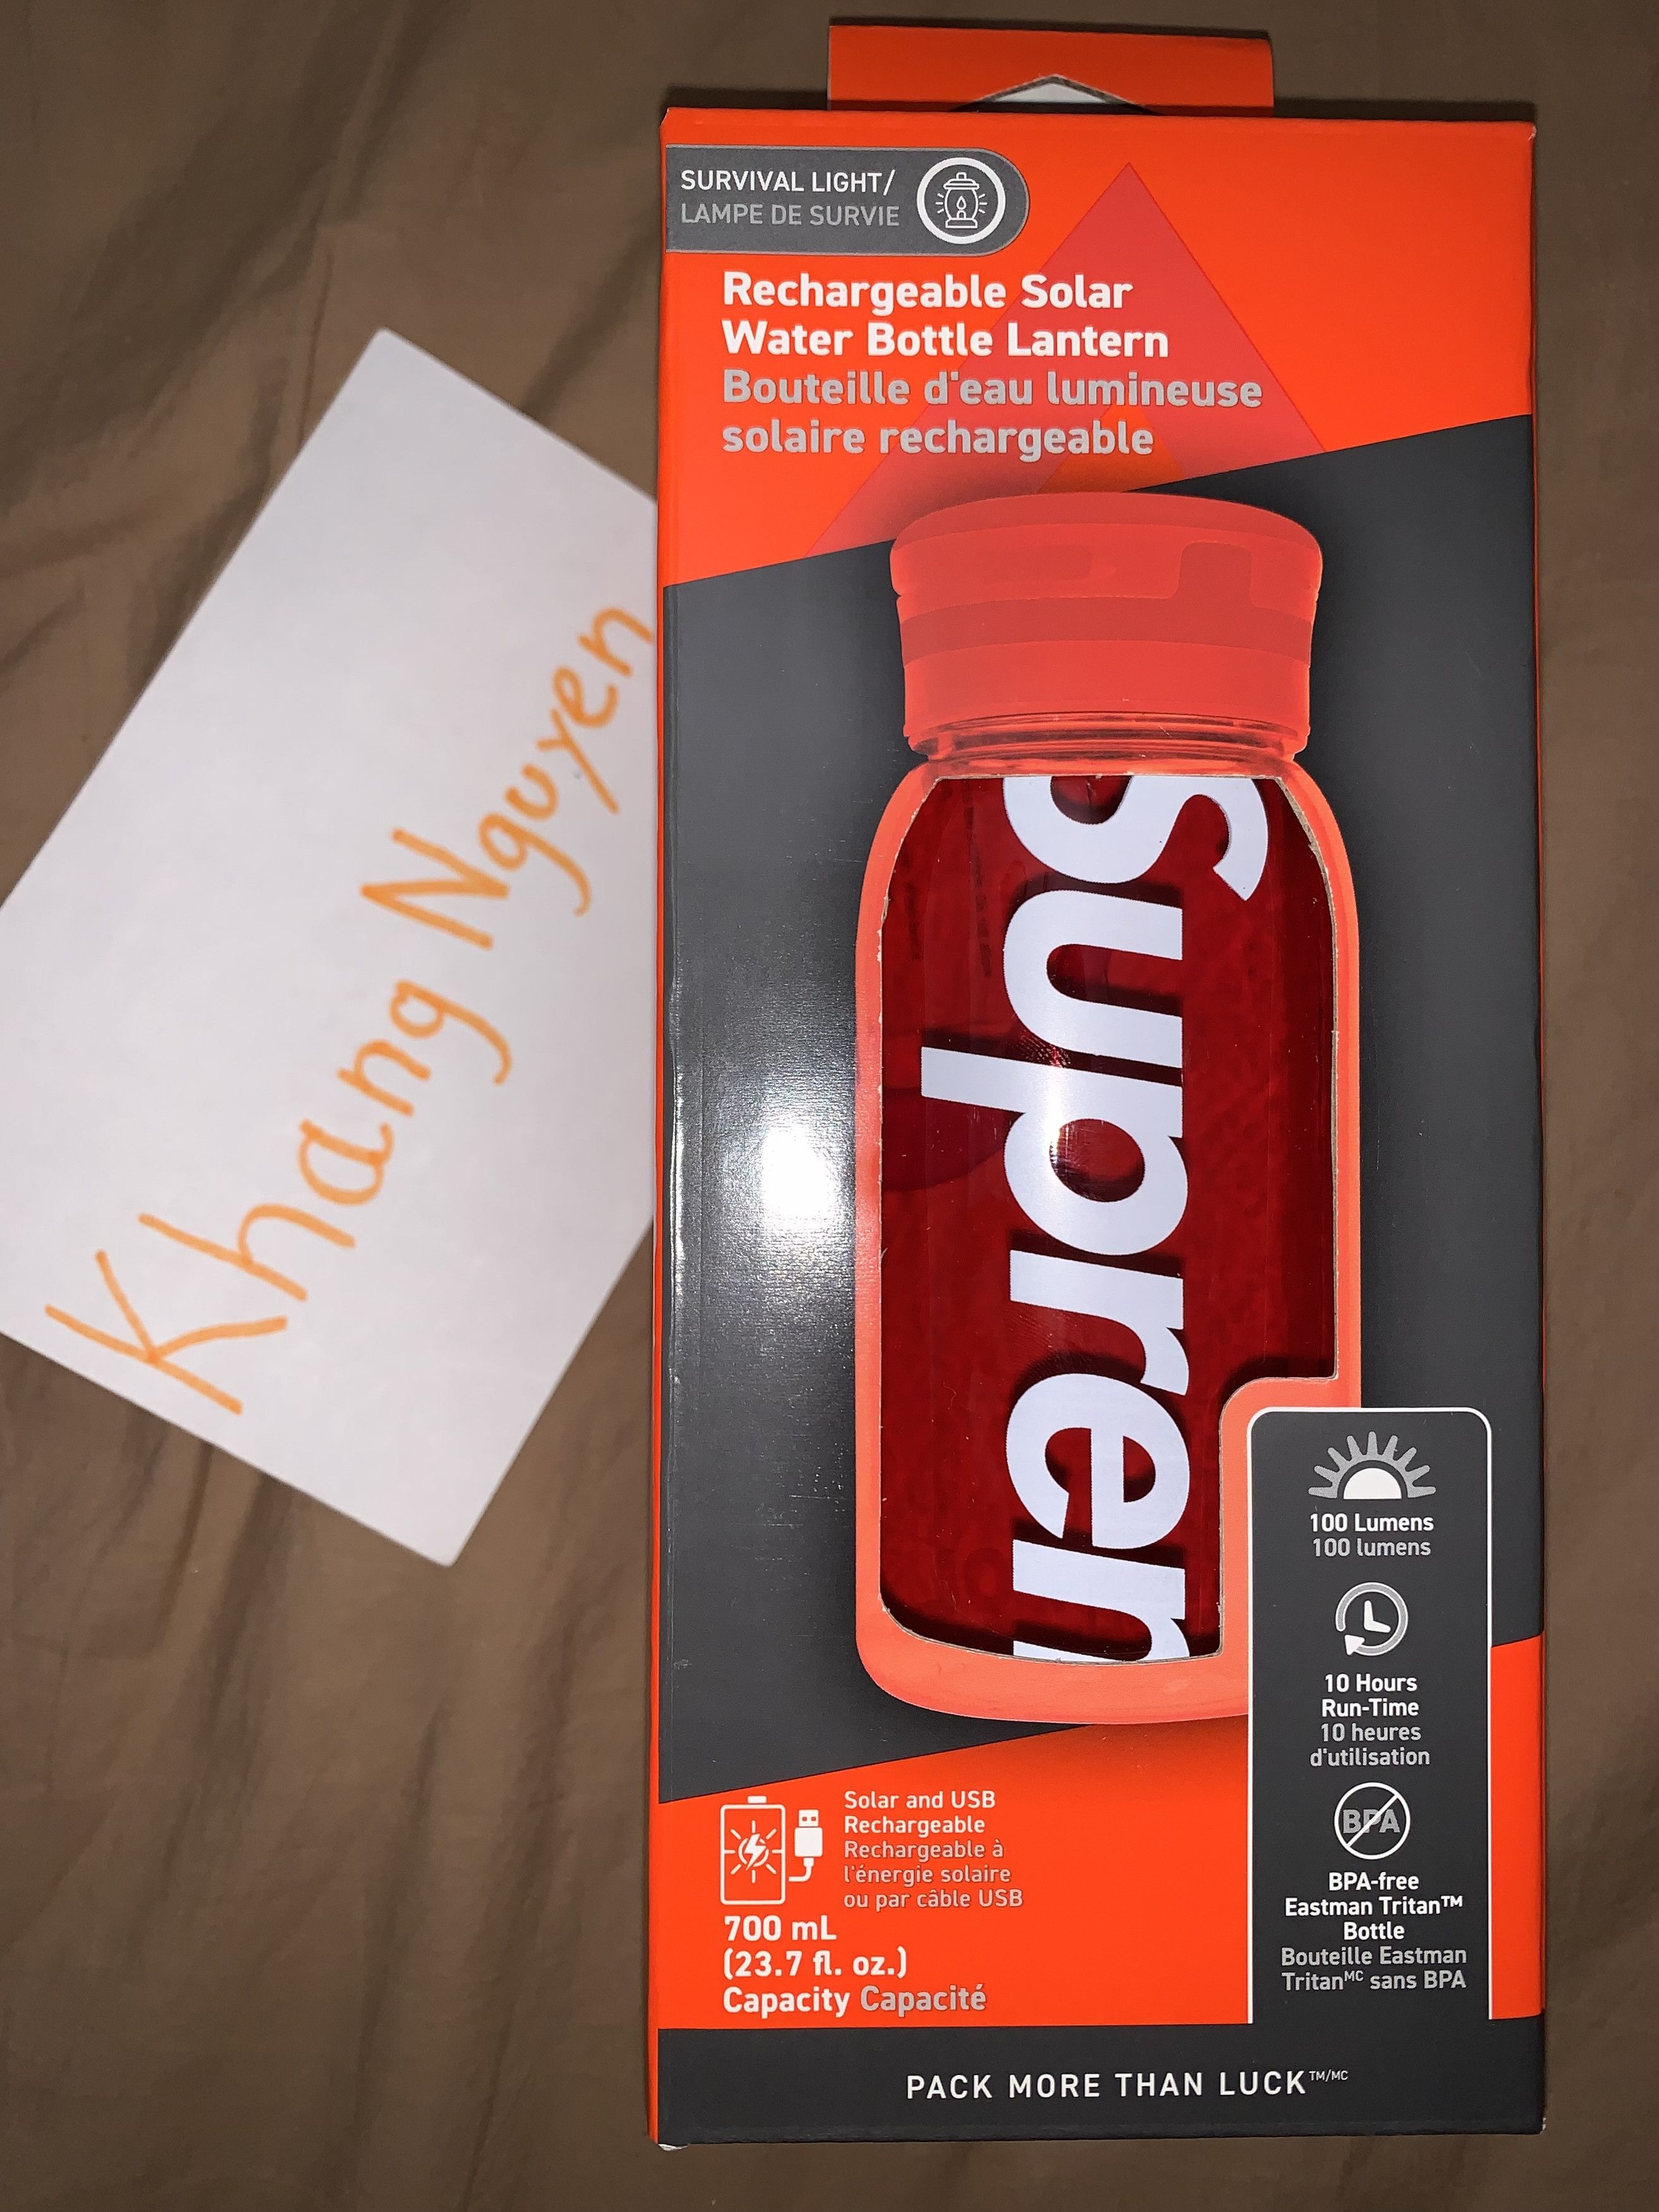 SURVIVAL LIGHT/
LAMPE DE SURVIE
Rechargeable Solar
Water Bottle Lantern
Bouteille d'eau lumineuse
solaire rechargeable
Khang Nguyen
Suprem
100 Lumens
100 lumens
10 Hours
Run-Time
10 heures
d'utilisation
BPA
BPA-free
Eastman Tritan™
Bottle
Bouteille Eastman
Tritanᴹᶜ sans BPA
Solar and USB
Rechargeable
Rechargeable à
l'énergie solaire
ou par câble USB
700 mL
(23.7 fl. oz.)
Capacity Capacité
PACK MORE THAN LUCK™/MC